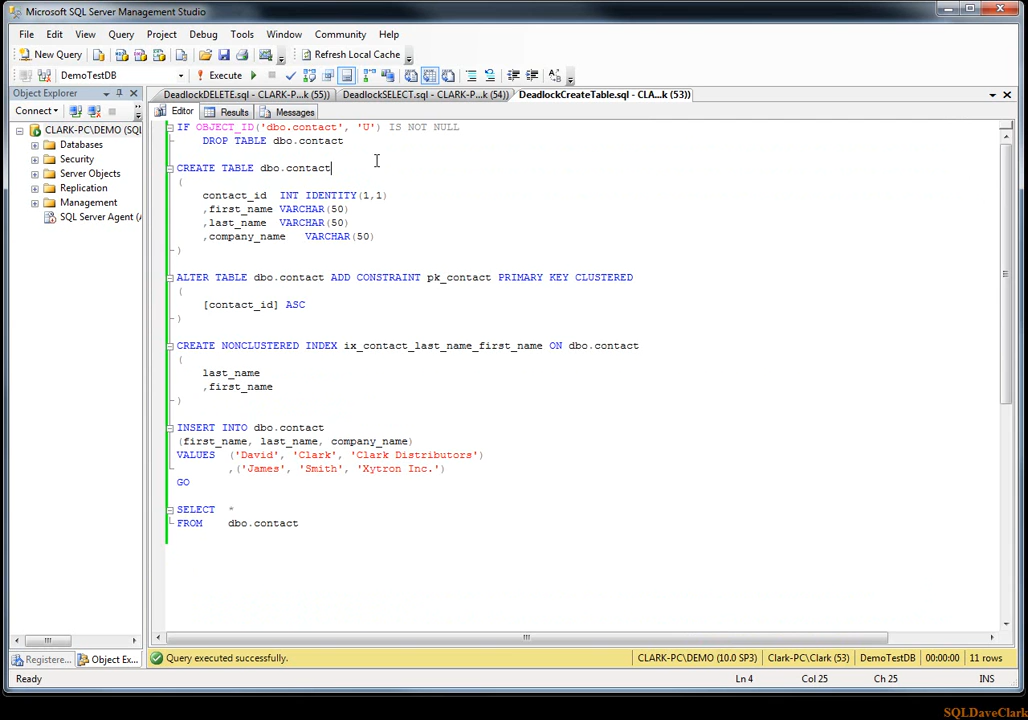 Microsoft SQL Server Management Studio
File Edit View Query Project Debug Tools Window Community Help
New Query Refresh Local Cache
DemoTestDB Execute
Object Explorer DeadlockDELETE.sql - CLARK-P...k (55)) DeadlockSELECT.sql - CLARK-P...k (54)) DeadlockCreateTable.sql - CLA...k (53))
Connect Editor Results Messages
CLARK-PC\DEMO (SQL
Databases
Security
Server Objects
Replication
Management
SQL Server Agent (A
IF OBJECT_ID('dbo.contact', 'U') IS NOT NULL
DROP TABLE dbo.contact
CREATE TABLE dbo.contact
(
contact_id INT IDENTITY(1,1)
,first_name VARCHAR(50)
,last_name VARCHAR(50)
,company_name VARCHAR(50)
)
ALTER TABLE dbo.contact ADD CONSTRAINT pk_contact PRIMARY KEY CLUSTERED
(
[contact_id] ASC
)
CREATE NONCLUSTERED INDEX ix_contact_last_name_first_name ON dbo.contact
(
last_name
,first_name
)
INSERT INTO dbo.contact
(first_name, last_name, company_name)
VALUES ('David', 'Clark', 'Clark Distributors')
,('James', 'Smith', 'Xytron Inc.')
GO
SELECT *
FROM dbo.contact
Registere... Object Ex... Query executed successfully. CLARK-PC\DEMO (10.0 SP3) Clark-PC\Clark (53) DemoTestDB 00:00:00 11 rows
Ready Ln 4 Col 25 Ch 25 INS
SQLDaveClark